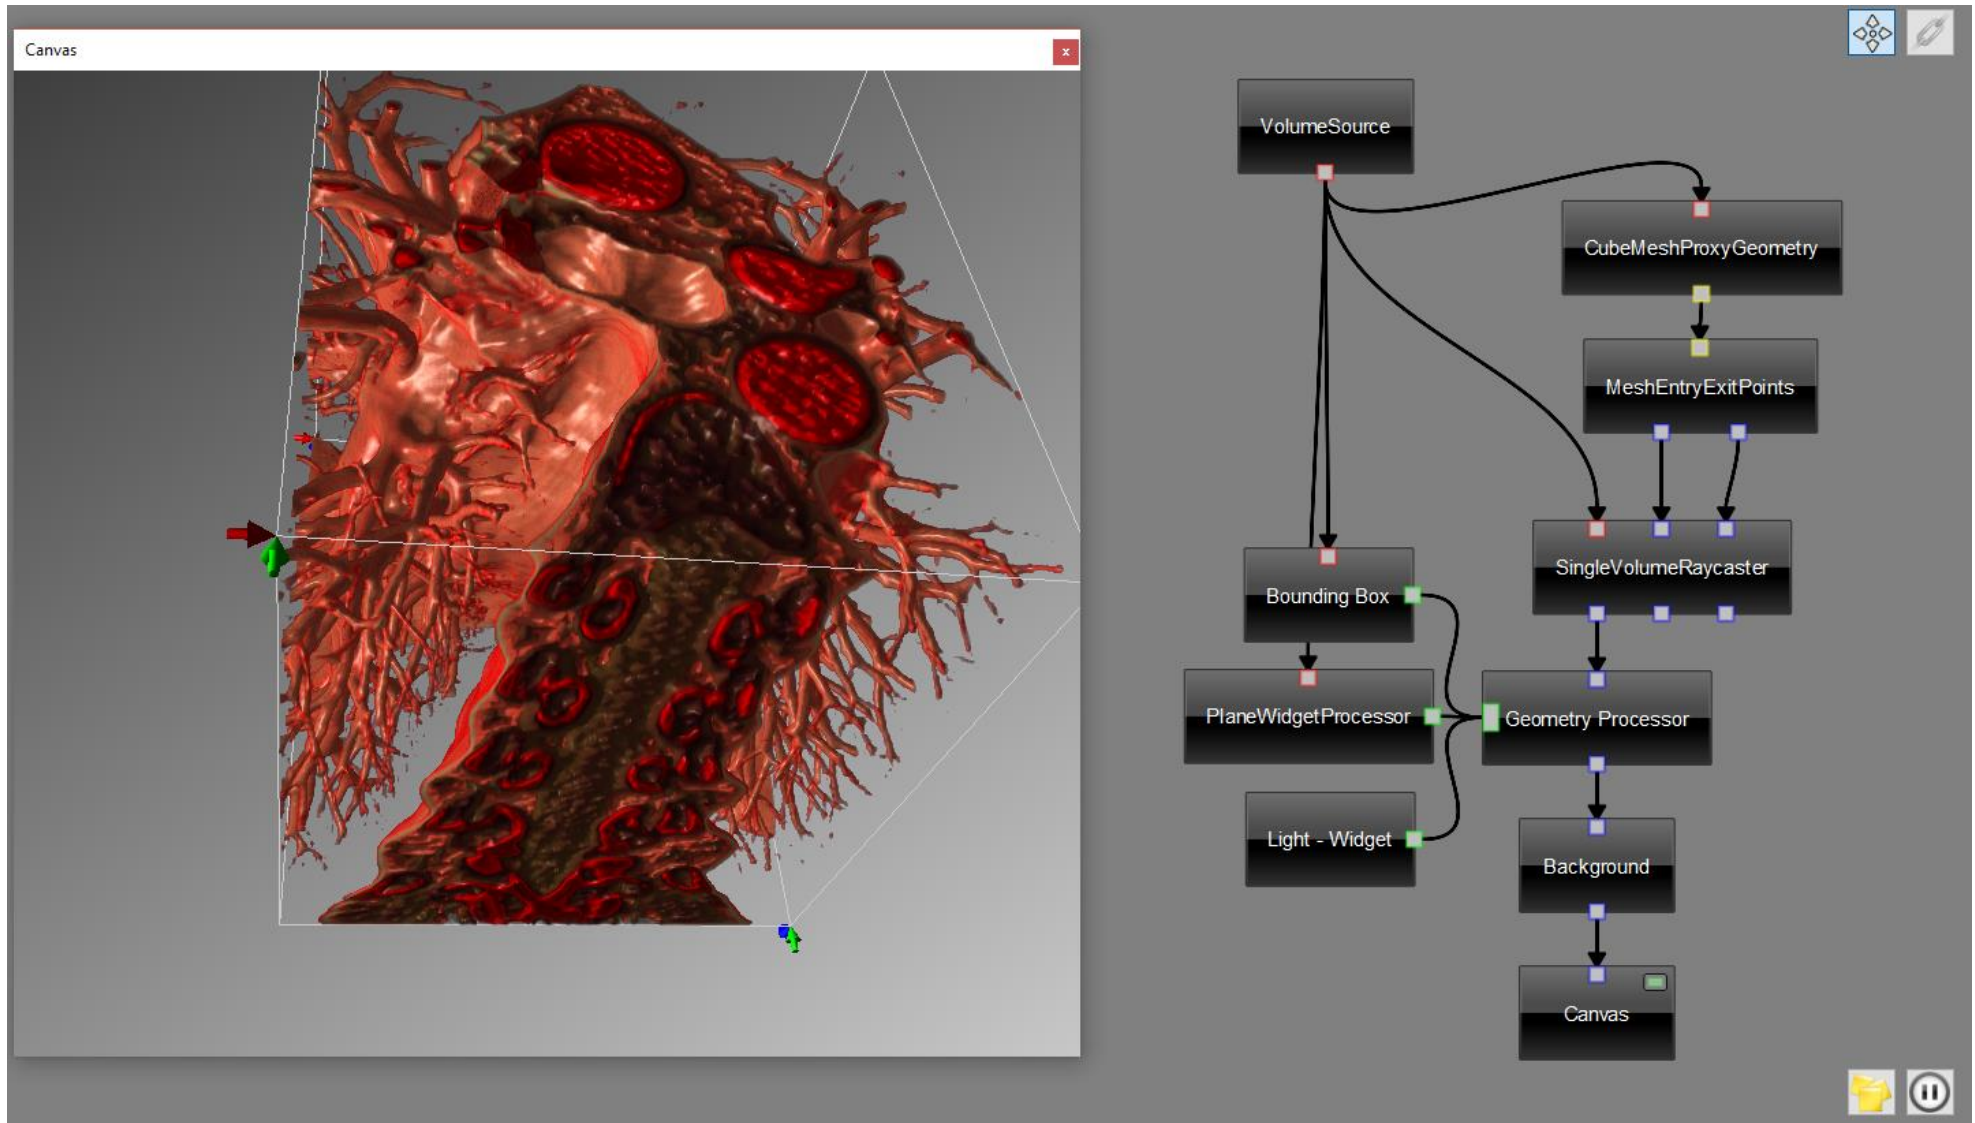 Canvas
x
VolumeSource
CubeMeshProxyGeometry
MeshEntryExitPoints
SingleVolumeRaycaster
Bounding Box
PlaneWidgetProcessor
Geometry Processor
Light - Widget
Background
Canvas